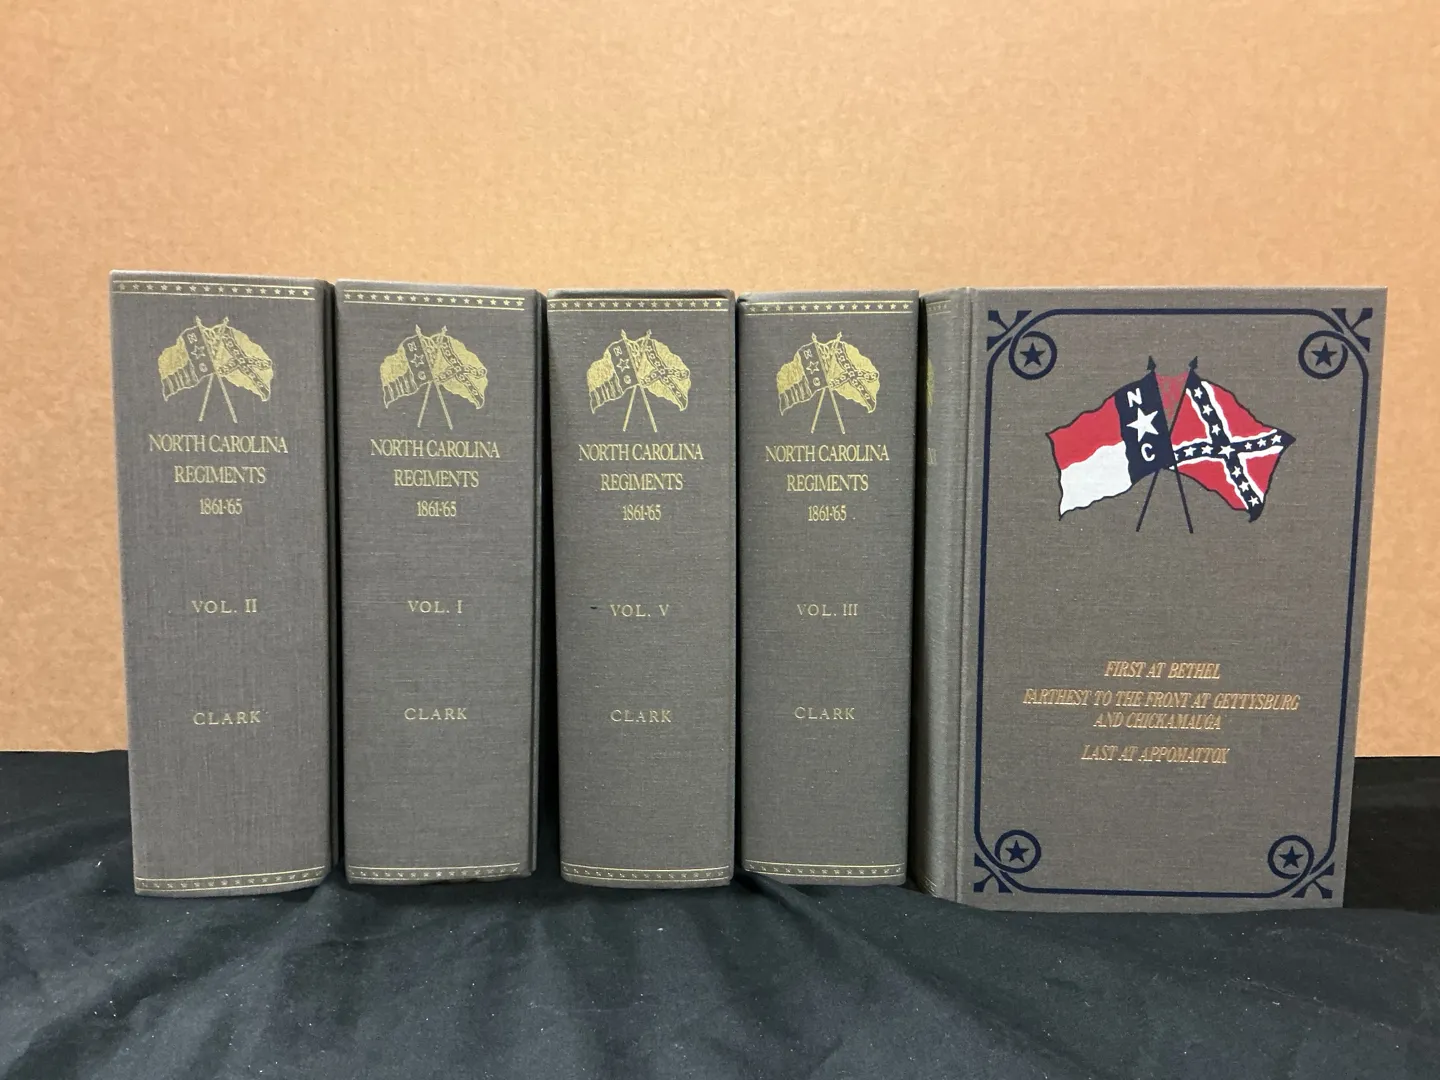 N
C
NORTH CAROLINA
REGIMENTS
1861-'65
VOL. II
CLARK
N
C
NORTH CAROLINA
REGIMENTS
1861-'65
VOL. I
CLARK
N
C
NORTH CAROLINA
REGIMENTS
1861-'65
VOL. V
CLARK
N
C
NORTH CAROLINA
REGIMENTS
1861-'65
VOL. III
CLARK
N
C
FIRST AT BETHEL
FARTHEST TO THE FRONT AT GETTYSBURG
AND CHICKAMAUGA
LAST AT APPOMATTOX